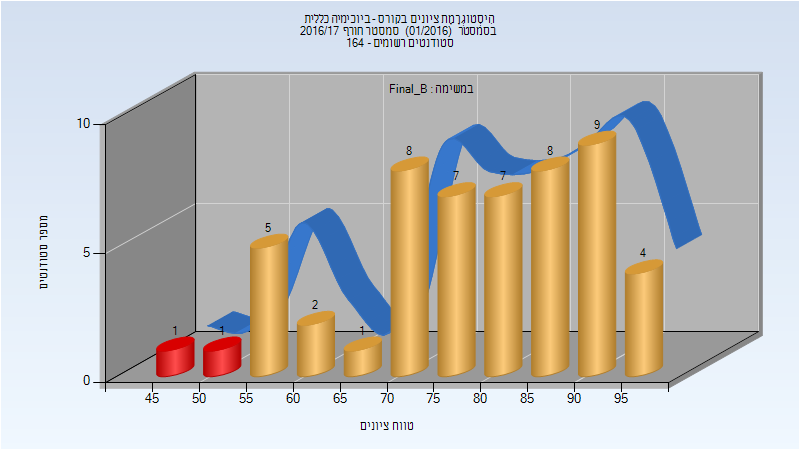 היסטוגרמת ציונים בקורס - ביוכימיה כללית
בסמסטר (01/2016) סמסטר חורף 2016/17
סטודנטים רשומים - 164
במשימה : Final_B
מספר סטודנטים
10
5
0
1
1
5
2
1
8
7
7
8
9
4
45 50 55 60 65 70 75 80 85 90 95
טווח ציונים